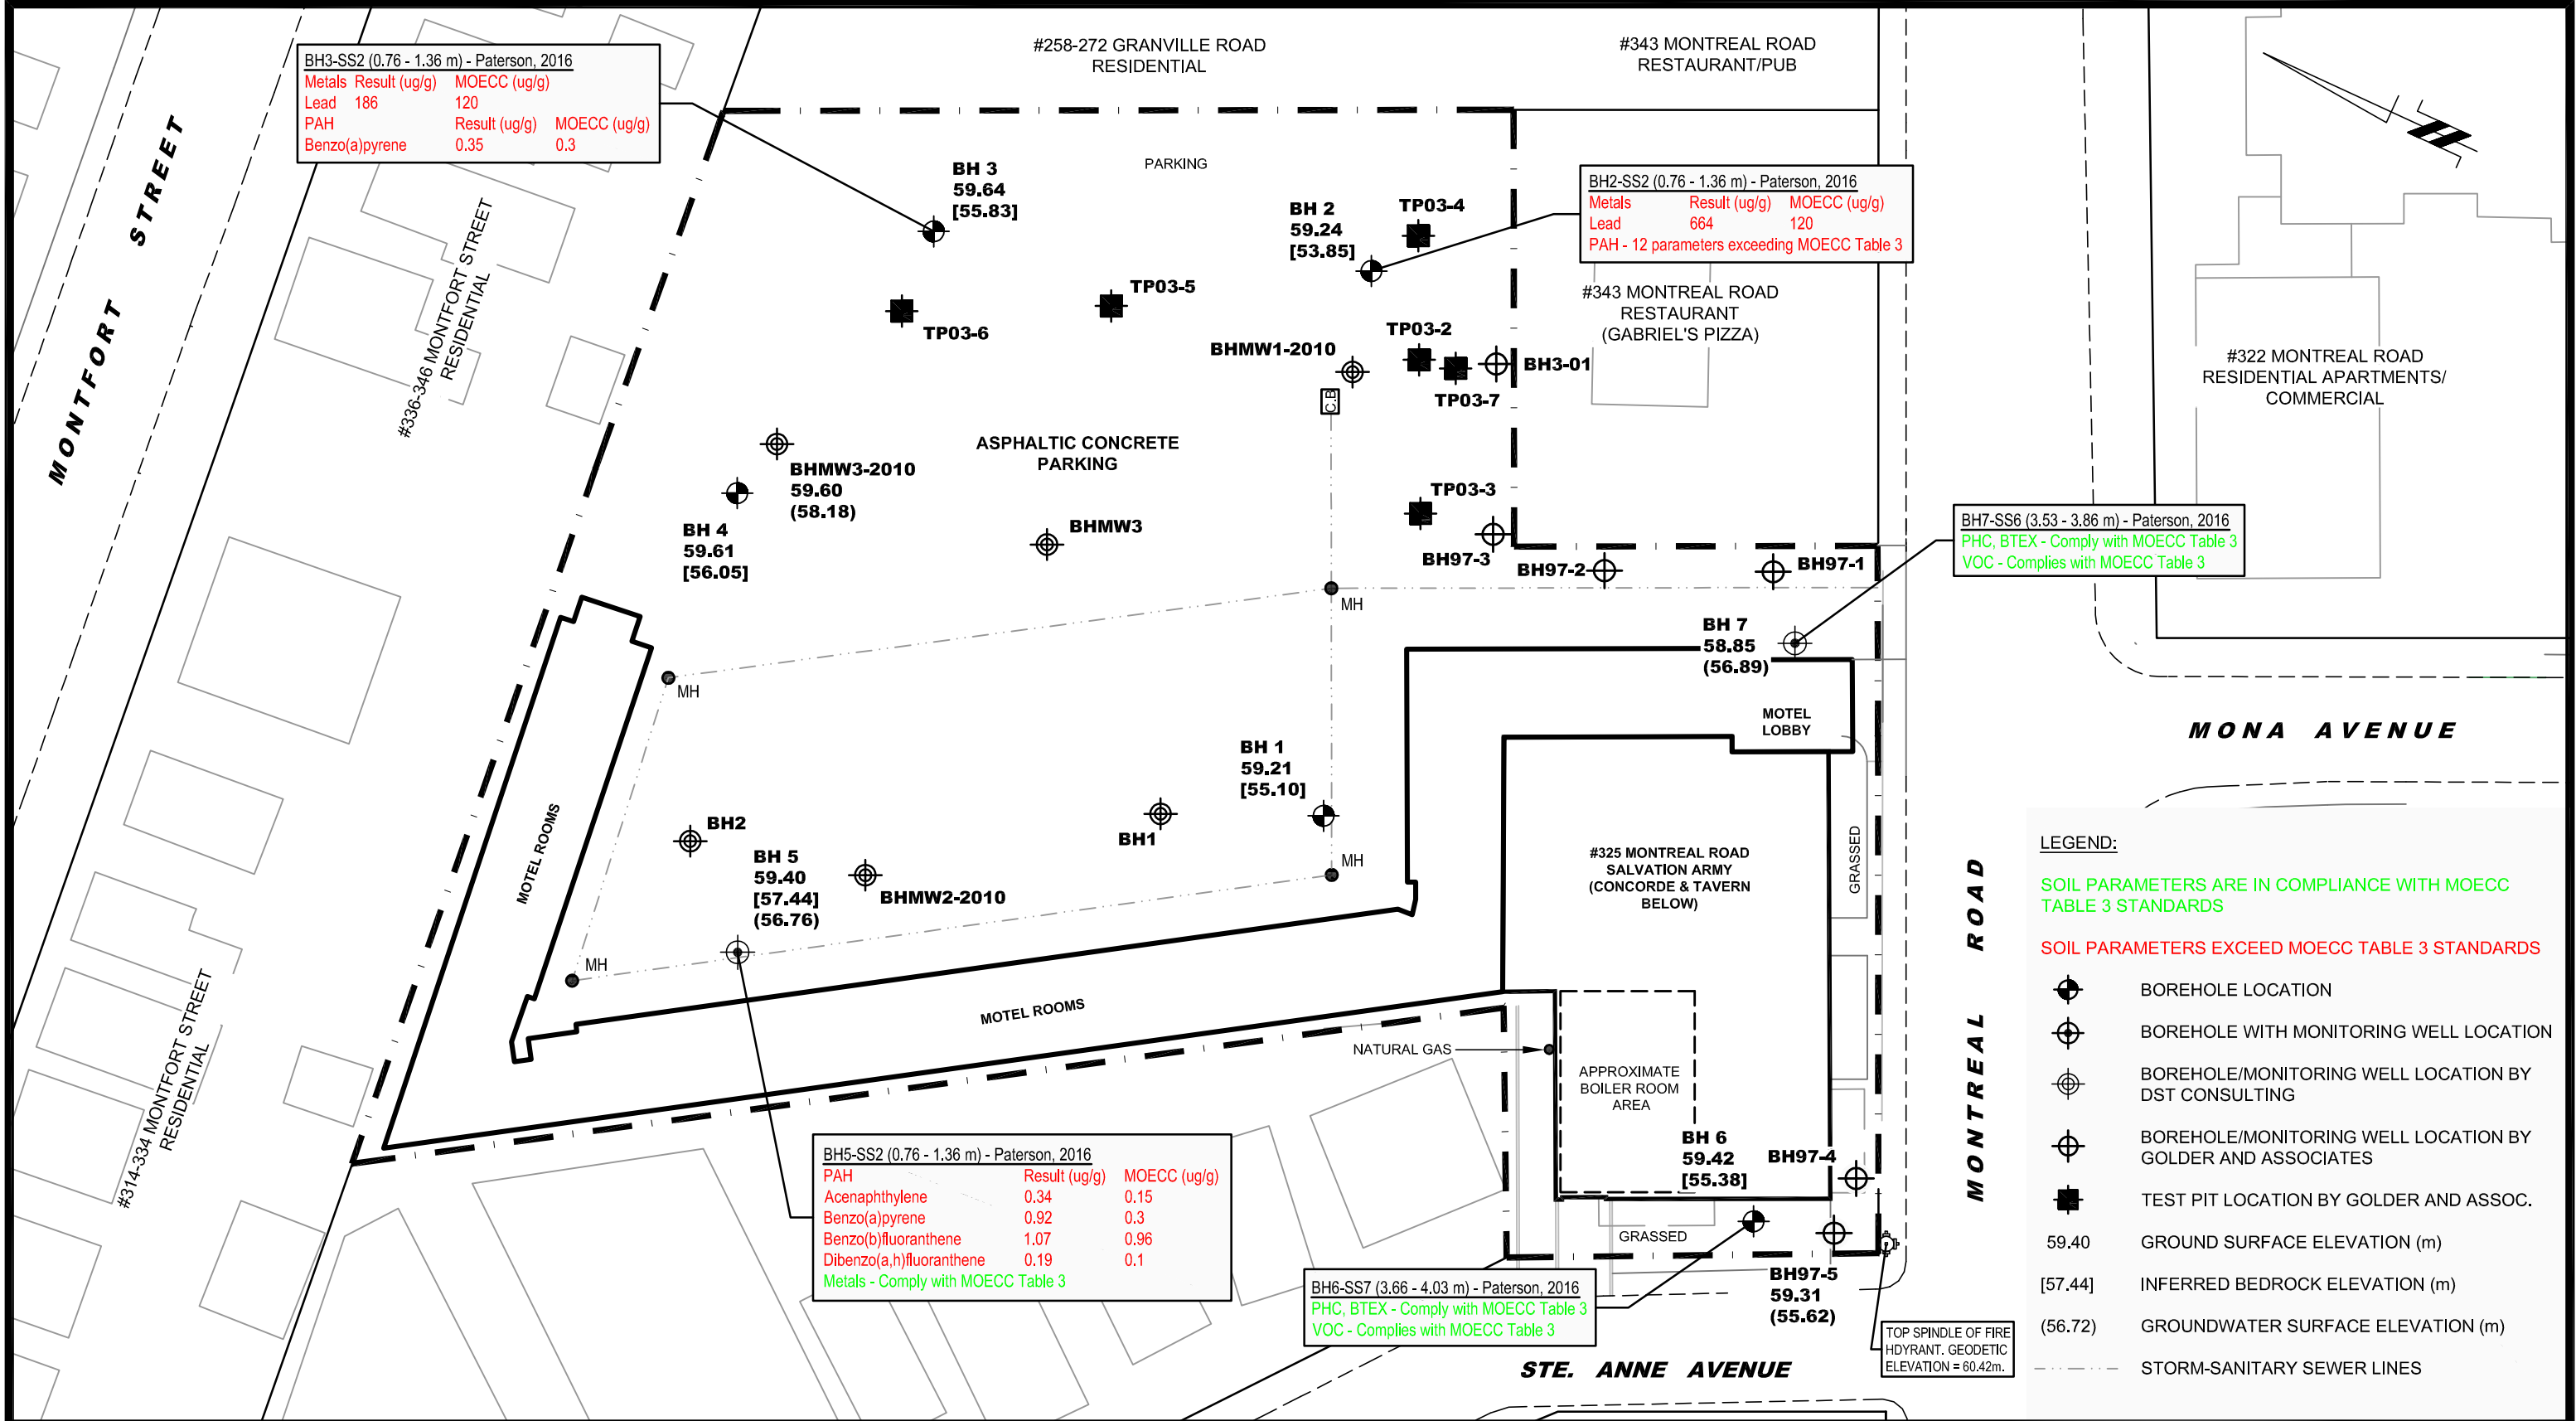 #258-272 GRANVILLE ROAD
RESIDENTIAL
#343 MONTREAL ROAD
RESTAURANT/PUB
BH3-SS2 (0.76 - 1.36 m) - Paterson, 2016
Metals Result (ug/g) MOECC (ug/g)
Lead 186 120
PAH Result (ug/g) MOECC (ug/g)
Benzo(a)pyrene 0.35 0.3
MONTFORT STREET
#336-346 MONTFORT STREET
RESIDENTIAL
PARKING
BH 3
59.64
[55.83]
BH 2
59.24
[53.85]
TP03-4
BH2-SS2 (0.76 - 1.36 m) - Paterson, 2016
Metals Result (ug/g) MOECC (ug/g)
Lead 664 120
PAH - 12 parameters exceeding MOECC Table 3
TP03-6
TP03-5
TP03-2
BHMW1-2010
C.B
TP03-7
BH3-01
#343 MONTREAL ROAD
RESTAURANT
(GABRIEL'S PIZZA)
#322 MONTREAL ROAD
RESIDENTIAL APARTMENTS/
COMMERCIAL
ASPHALTIC CONCRETE
PARKING
BHMW3-2010
59.60
(58.18)
BH 4
59.61
[56.05]
BHMW3
TP03-3
BH97-3
BH97-2
BH97-1
BH7-SS6 (3.53 - 3.86 m) - Paterson, 2016
PHC, BTEX - Comply with MOECC Table 3
VOC - Complies with MOECC Table 3
MH
MH
BH 7
58.85
(56.89)
MOTEL
LOBBY
MONA AVENUE
BH 1
59.21
[55.10]
BH1
MH
BH2
BH 5
59.40
[57.44]
(56.76)
BHMW2-2010
MH
MOTEL ROOMS
MOTEL ROOMS
#325 MONTREAL ROAD
SALVATION ARMY
(CONCORDE & TAVERN
BELOW)
GRASSED
MONTREAL ROAD
NATURAL GAS
APPROXIMATE
BOILER ROOM
AREA
BH 6
59.42
[55.38]
BH97-4
GRASSED
BH97-5
59.31
(55.62)
#314-334 MONTFORT STREET
RESIDENTIAL
BH5-SS2 (0.76 - 1.36 m) - Paterson, 2016
PAH Result (ug/g) MOECC (ug/g)
Acenaphthylene 0.34 0.15
Benzo(a)pyrene 0.92 0.3
Benzo(b)fluoranthene 1.07 0.96
Dibenzo(a,h)fluoranthene 0.19 0.1
Metals - Comply with MOECC Table 3
BH6-SS7 (3.66 - 4.03 m) - Paterson, 2016
PHC, BTEX - Comply with MOECC Table 3
VOC - Complies with MOECC Table 3
STE. ANNE AVENUE
TOP SPINDLE OF FIRE
HDYRANT. GEODETIC
ELEVATION = 60.42m.
LEGEND:
SOIL PARAMETERS ARE IN COMPLIANCE WITH MOECC
TABLE 3 STANDARDS
SOIL PARAMETERS EXCEED MOECC TABLE 3 STANDARDS
BOREHOLE LOCATION
BOREHOLE WITH MONITORING WELL LOCATION
BOREHOLE/MONITORING WELL LOCATION BY
DST CONSULTING
BOREHOLE/MONITORING WELL LOCATION BY
GOLDER AND ASSOCIATES
TEST PIT LOCATION BY GOLDER AND ASSOC.
59.40 GROUND SURFACE ELEVATION (m)
[57.44] INFERRED BEDROCK ELEVATION (m)
(56.72) GROUNDWATER SURFACE ELEVATION (m)
STORM-SANITARY SEWER LINES